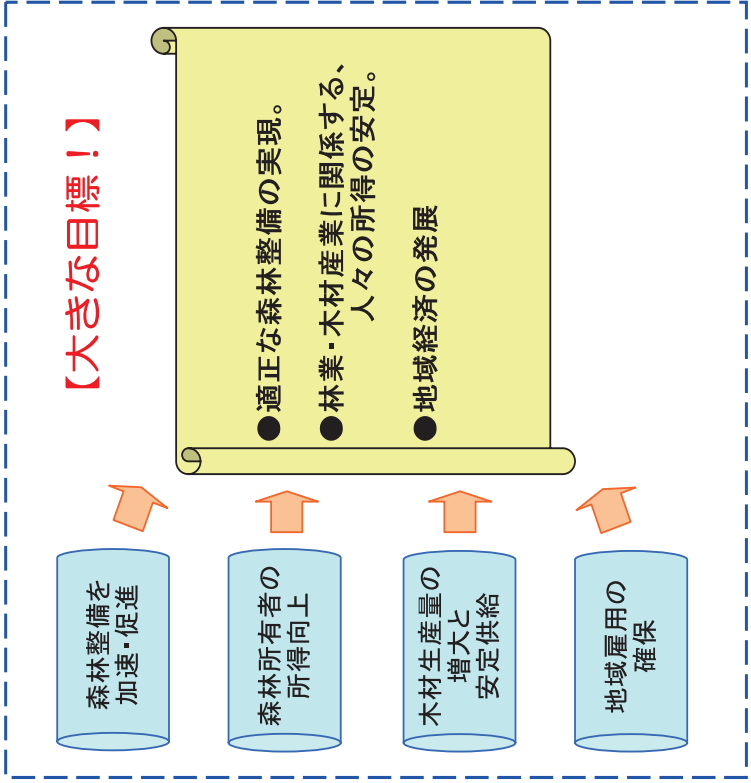 【大きな目標！】
●適正な森林整備の実現。
●林業・木材産業に関係する、
人々の所得の安定。
●地域経済の発展
森林整備を
加速・促進
森林所有者の
所得向上
木材生産量の
増大と
安定供給
地域雇用の
確保